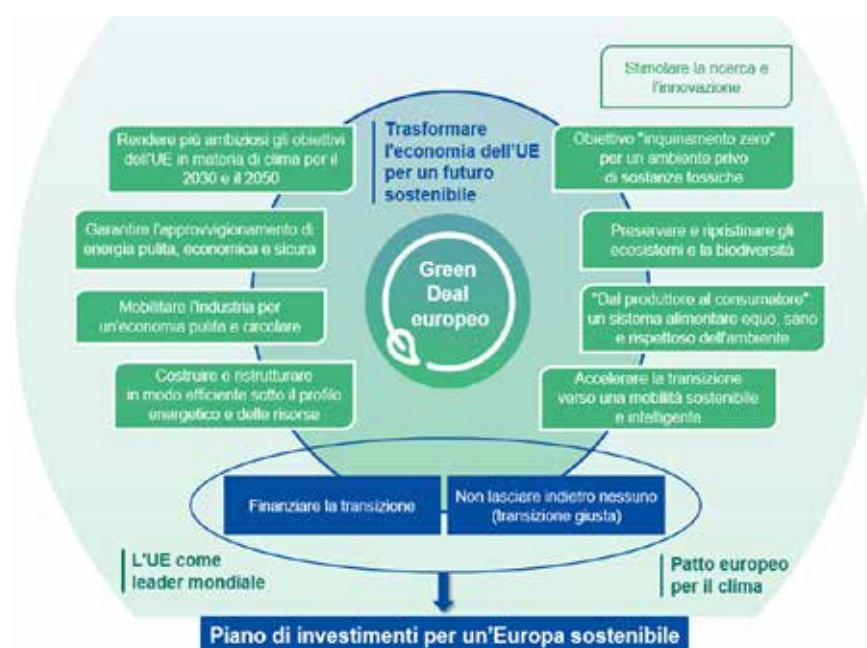 Stimolare la ricerca e
l'innovazione
Trasformare
l'economia dell'UE
per un futuro
sostenibile
Rendere più ambiziosi gli obiettivi
dell'UE in materia di clima per il
2030 e il 2050
Obiettivo "inquinamento zero"
per un ambiente privo
di sostanze tossiche
Garantire l'approvvigionamento di
energia pulita, economica e sicura
Preservare e ripristinare gli
ecosistemi e la biodiversità
Green
Deal
europeo
Mobilitare l'industria per
un'economia pulita e circolare
"Dal produttore al consumatore":
un sistema alimentare equo, sano
e rispettoso dell'ambiente
Costruire e ristrutturare
in modo efficiente sotto il profilo
energetico e delle risorse
Accelerare la transizione
verso una mobilità sostenibile
e intelligente
Finanziare la transizione
Non lasciare indietro nessuno
(transizione giusta)
L'UE come
leader mondiale
Patto europeo
per il clima
Piano di investimenti per un'Europa sostenibile